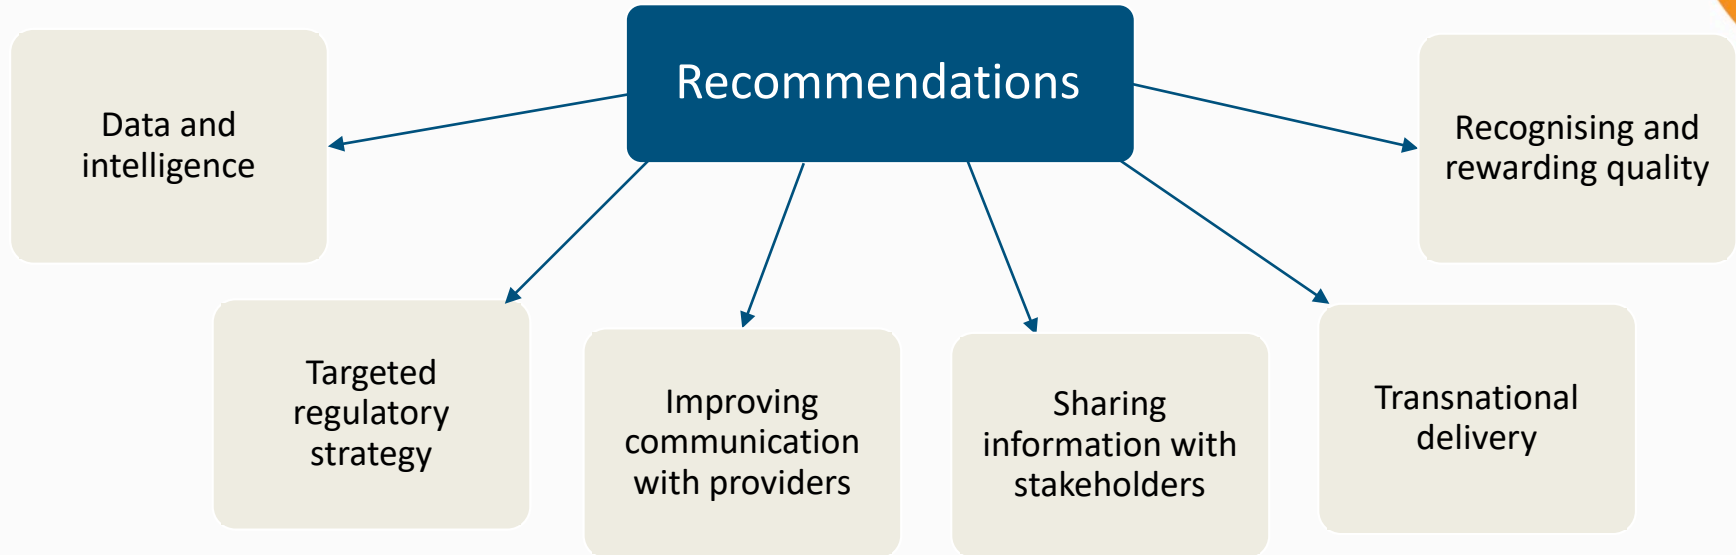 Recommendations
Data and
intelligence
Targeted
regulatory
strategy
Improving
communication
with providers
Sharing
information with
stakeholders
Transnational
delivery
Recognising and
rewarding quality